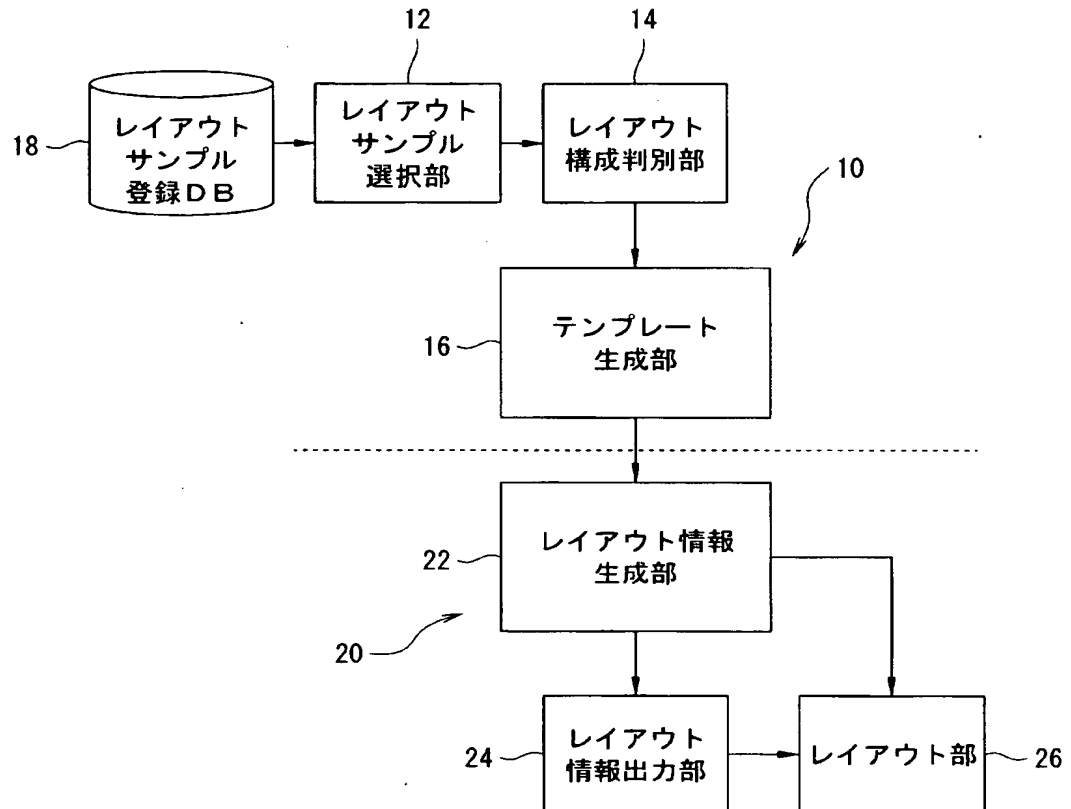 12
14
18
レイアウト
サンプル
登録DB
レイアウト
サンプル
選択部
レイアウト
構成判別部
10
16
テンプレート
生成部
22
レイアウト情報
生成部
20
24
レイアウト
情報出力部
レイアウト部
26